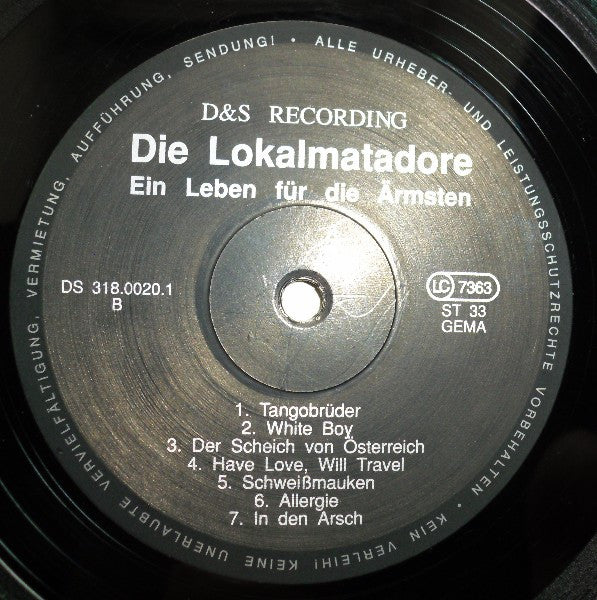 ALLE URHEBER- UND LEISTUNGSSCHUTZRECHTE VORBEHALTEN • KEIN VERLEIH! KEINE UNERLAUBTE VERVIELFÄLTIGUNG, VERMIETUNG, AUFFÜHRUNG, SENDUNG! •
D&S RECORDING
Die Lokalmatadore
Ein Leben für die Ärmsten
DS 318.0020.1
B
LC 7363
ST 33
GEMA
1. Tangobrüder
2. White Boy
3. Der Scheich von Österreich
4. Have Love, Will Travel
5. Schweißmauken
6. Allergie
7. In den Arsch